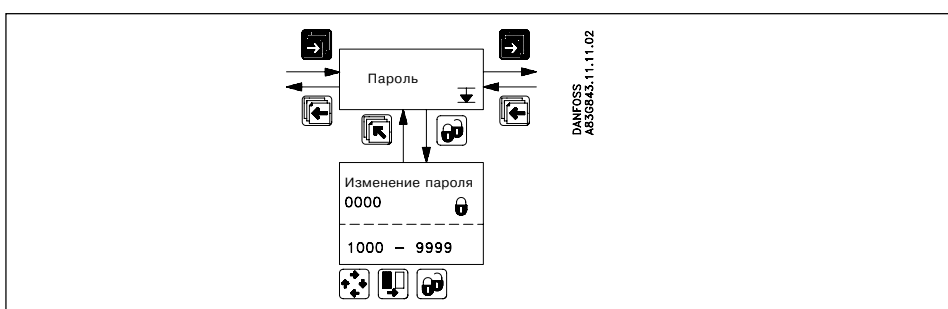 Пароль
DANFOSS
A83G843.11.11.02
Изменение пароля
0000
1000 – 9999